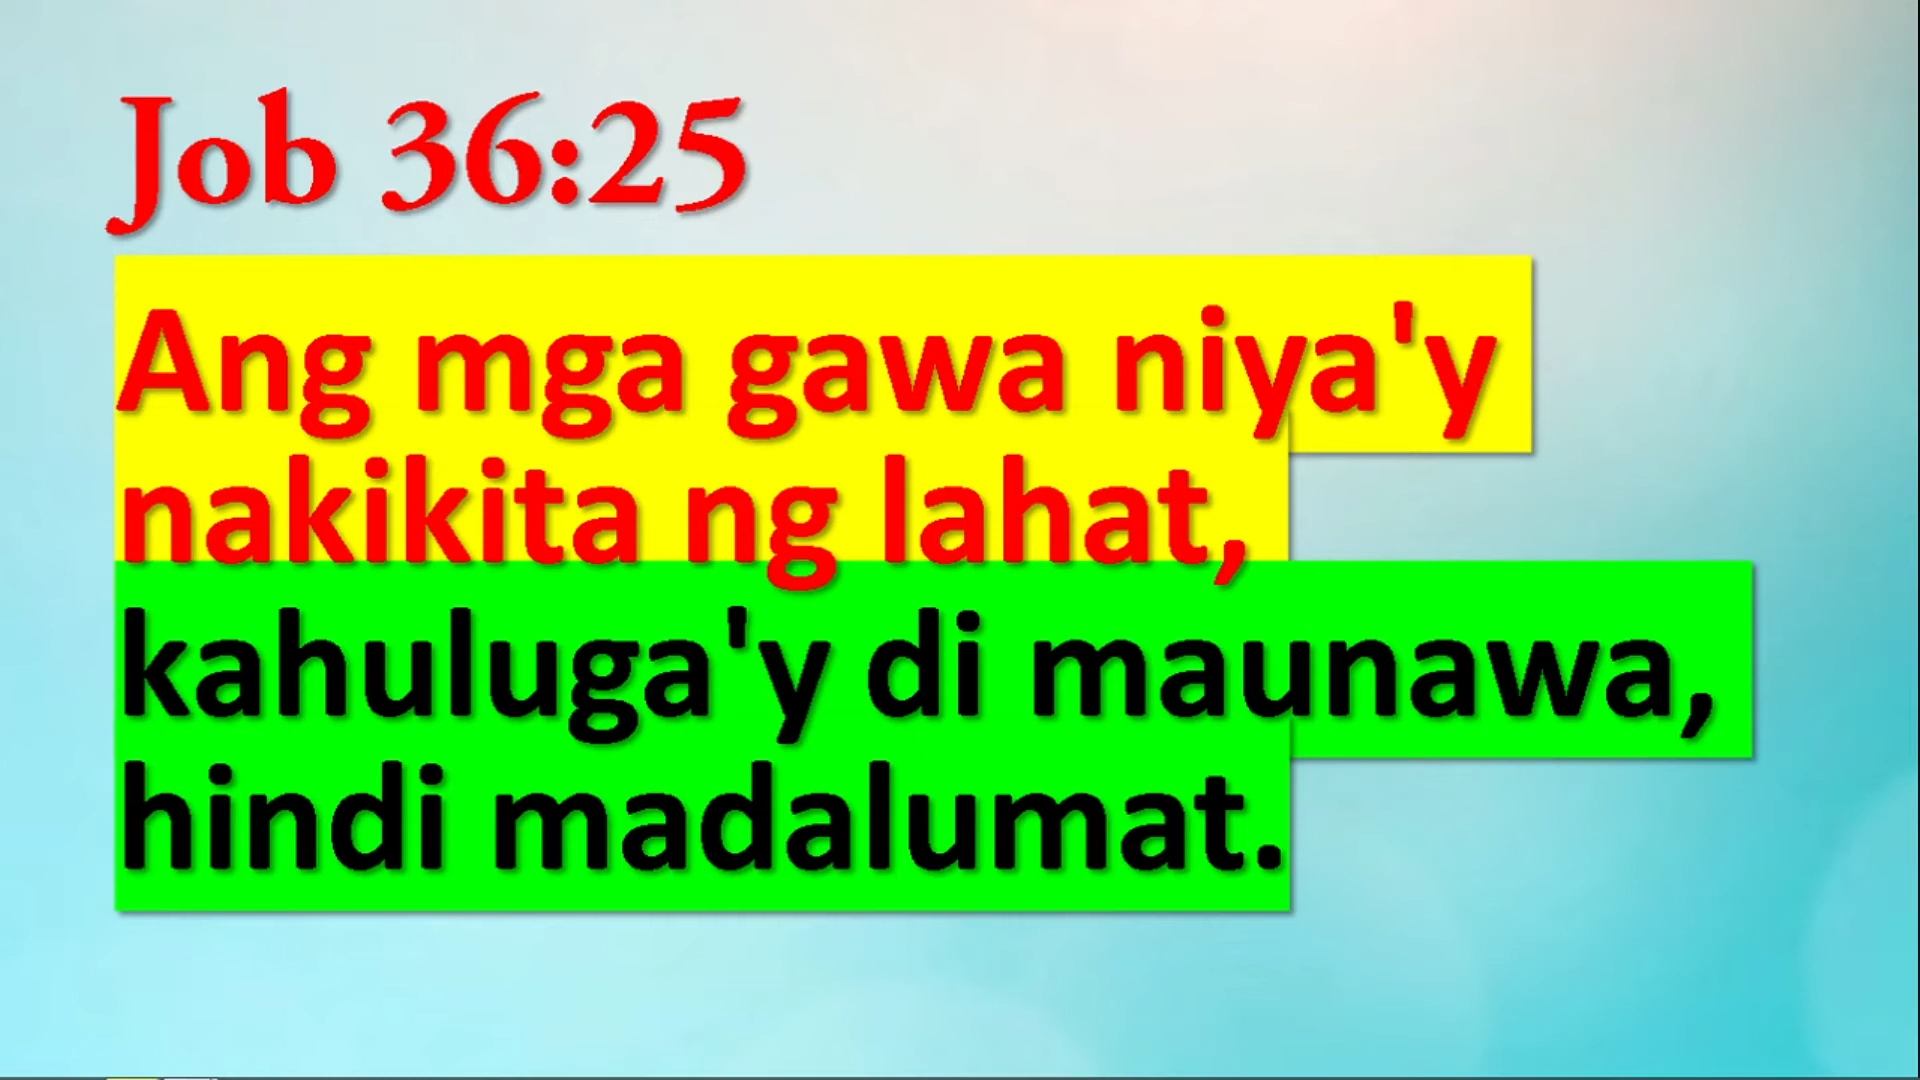 Job 36:25
Ang mga gawa niya'y
nakikita ng lahat,
kahuluga'y di maunawa,
hindi madalumat.